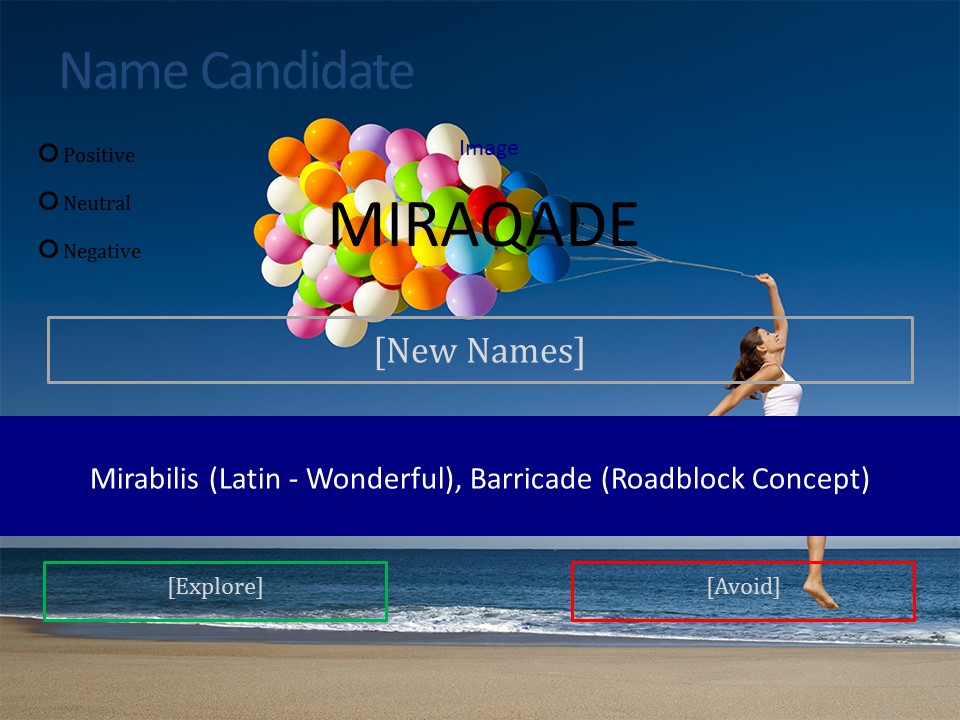 Name Candidate
Positive
Image
Neutral
MIRAQADE
Negative
[New Names]
Mirabilis (Latin - Wonderful), Barricade (Roadblock Concept)
[Explore]
[Avoid]